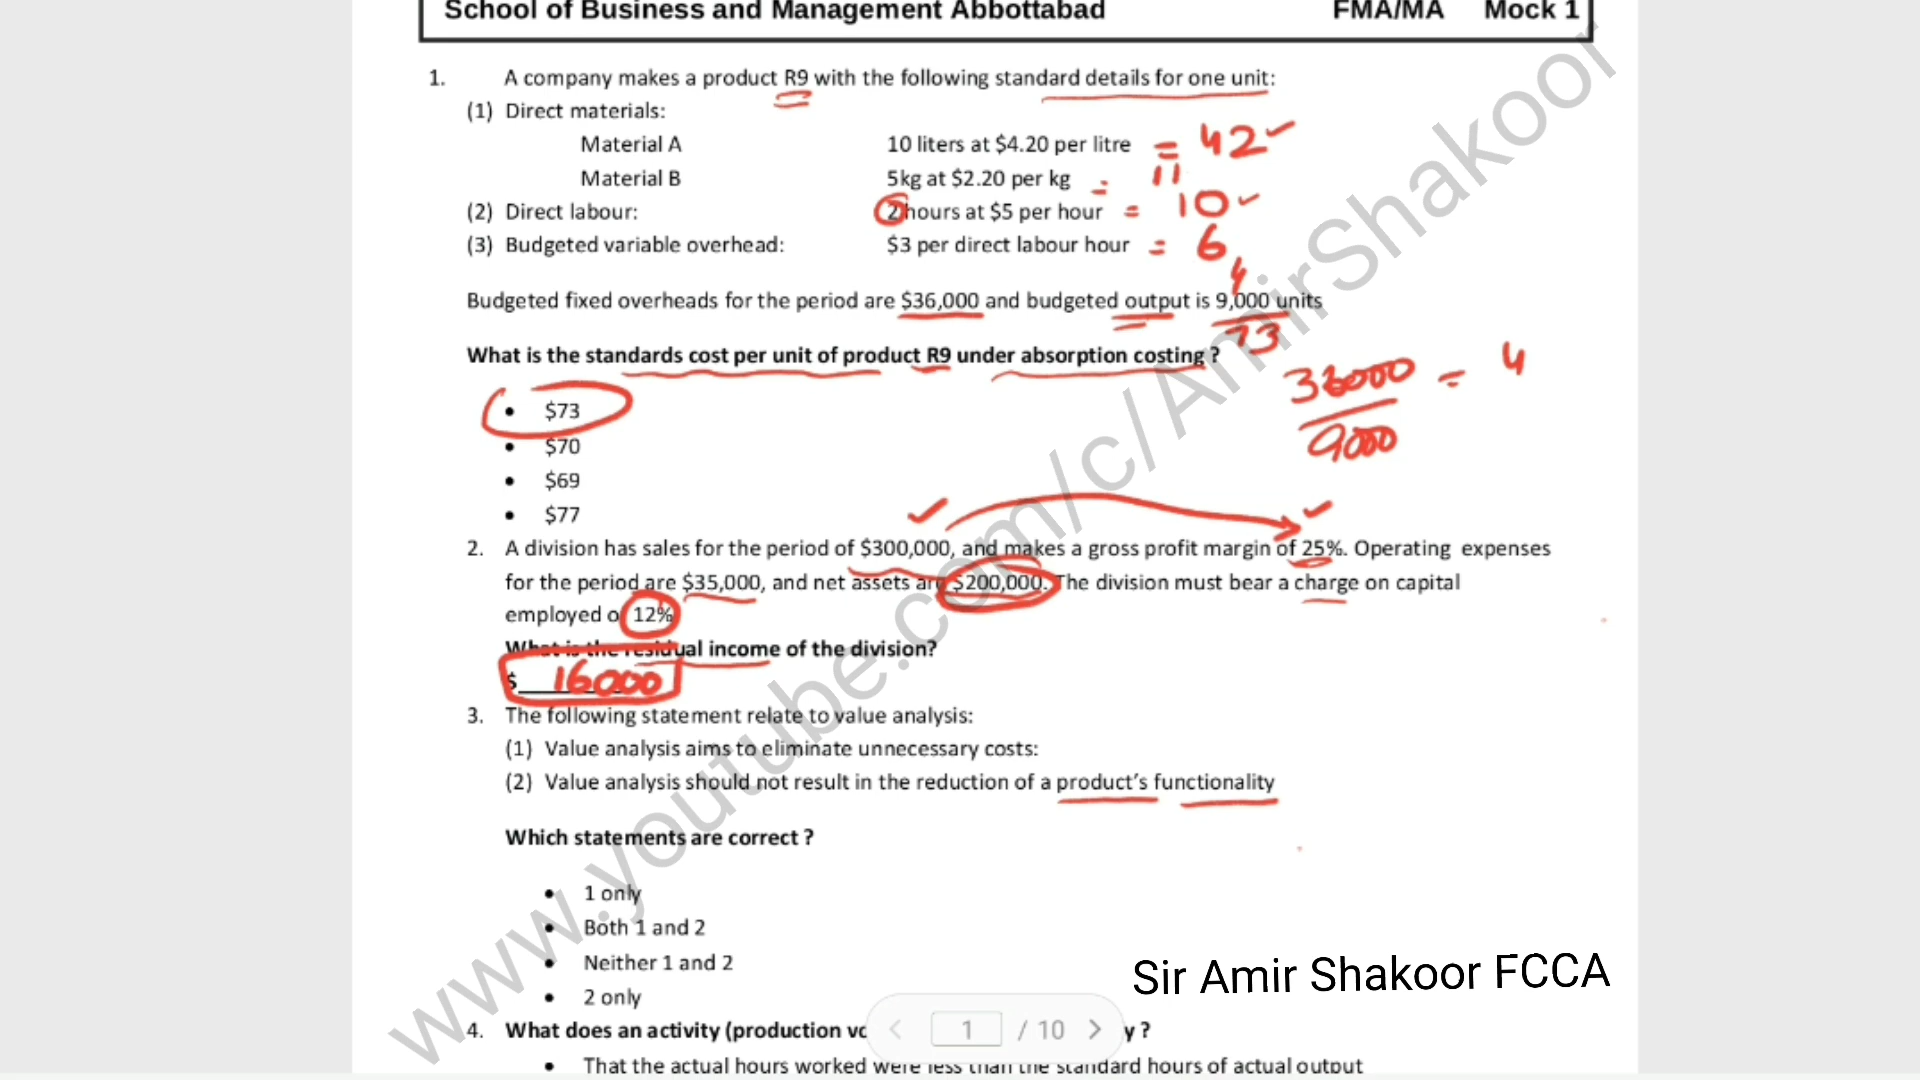 School of Business and Management Abbottabad FMA/MA Mock 1
1. A company makes a product R9 with the following standard details for one unit:
(1) Direct materials:
Material A 10 liters at $4.20 per litre = 42
Material B 5kg at $2.20 per kg = 11
(2) Direct labour: 2 hours at $5 per hour = 10
(3) Budgeted variable overhead: $3 per direct labour hour = 6
4
Budgeted fixed overheads for the period are $36,000 and budgeted output is 9,000 units
73
What is the standards cost per unit of product R9 under absorption costing ?
36000 = 4
9000
• $73
• $70
• $69
• $77
2. A division has sales for the period of $300,000, and makes a gross profit margin of 25%. Operating expenses
for the period are $35,000, and net assets are $200,000. The division must bear a charge on capital
employed o 12%
What is the residual income of the division?
$ 16000
3. The following statement relate to value analysis:
(1) Value analysis aims to eliminate unnecessary costs:
(2) Value analysis should not result in the reduction of a product's functionality
Which statements are correct ?
• 1 only
• Both 1 and 2
• Neither 1 and 2
• 2 only
Sir Amir Shakoor FCCA
4. What does an activity (production vo y ?
1 / 10
• That the actual hours worked were less than the standard hours of actual output
www.youtube.com/c/AmirShakoor